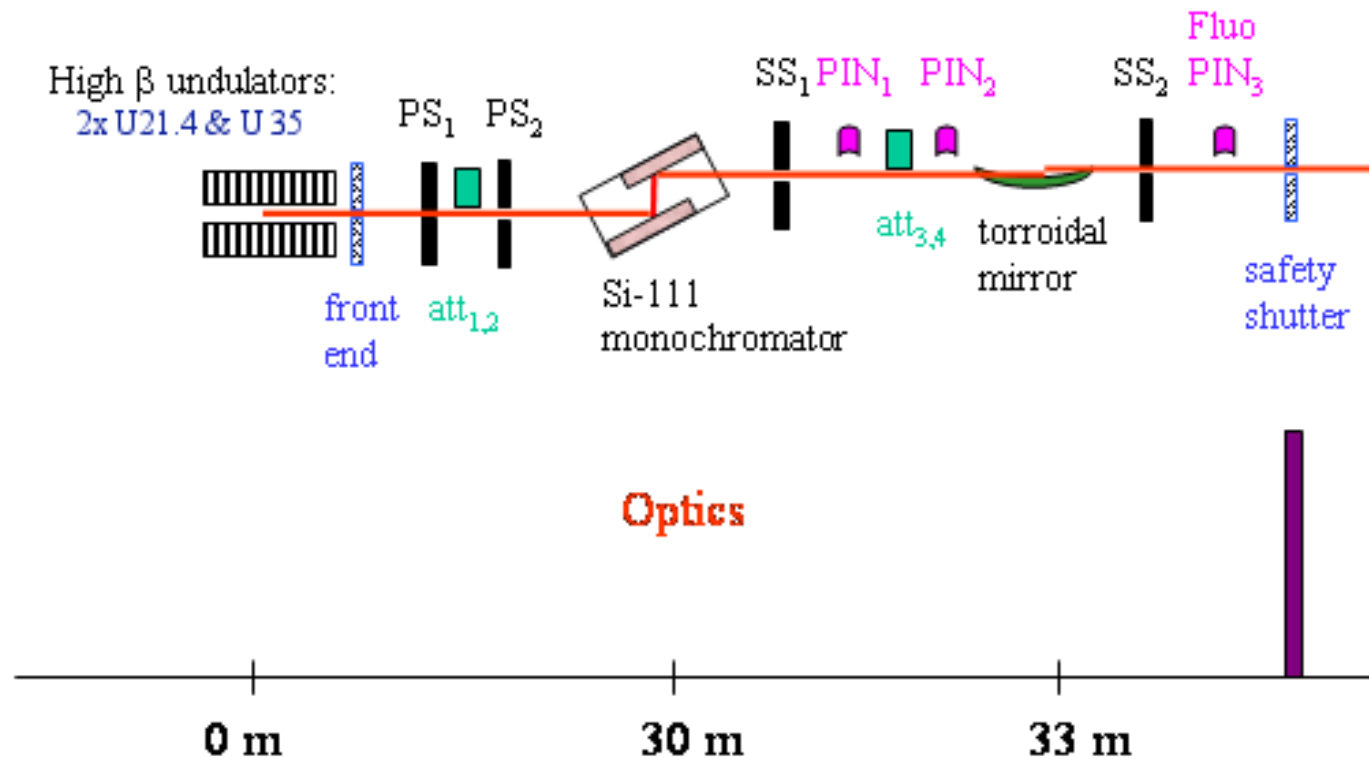 High β undulators:
2x U21.4 & U 35
PS₁
PS₂
SS₁
PIN₁
PIN₂
SS₂
Fluo
PIN₃
front
end
att₁,₂
Si-111
monochromator
att₃,₄
torroidal
mirror
safety
shutter
Optics
0 m
30 m
33 m